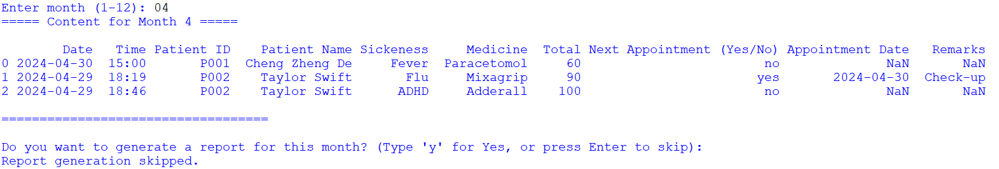 Enter month (1-12): 04
===== Content for Month 4 =====
Date Time Patient ID Patient Name Sickeness Medicine Total Next Appointment (Yes/No) Appointment Date Remarks
0 2024-04-30 15:00 P001 Cheng Zheng De Fever Paracetomol 60 no NaN NaN
1 2024-04-29 18:19 P002 Taylor Swift Flu Mixagrip 90 yes 2024-04-30 Check-up
2 2024-04-29 18:46 P002 Taylor Swift ADHD Adderall 100 no NaN NaN
===================================
Do you want to generate a report for this month? (Type 'y' for Yes, or press Enter to skip):
Report generation skipped.